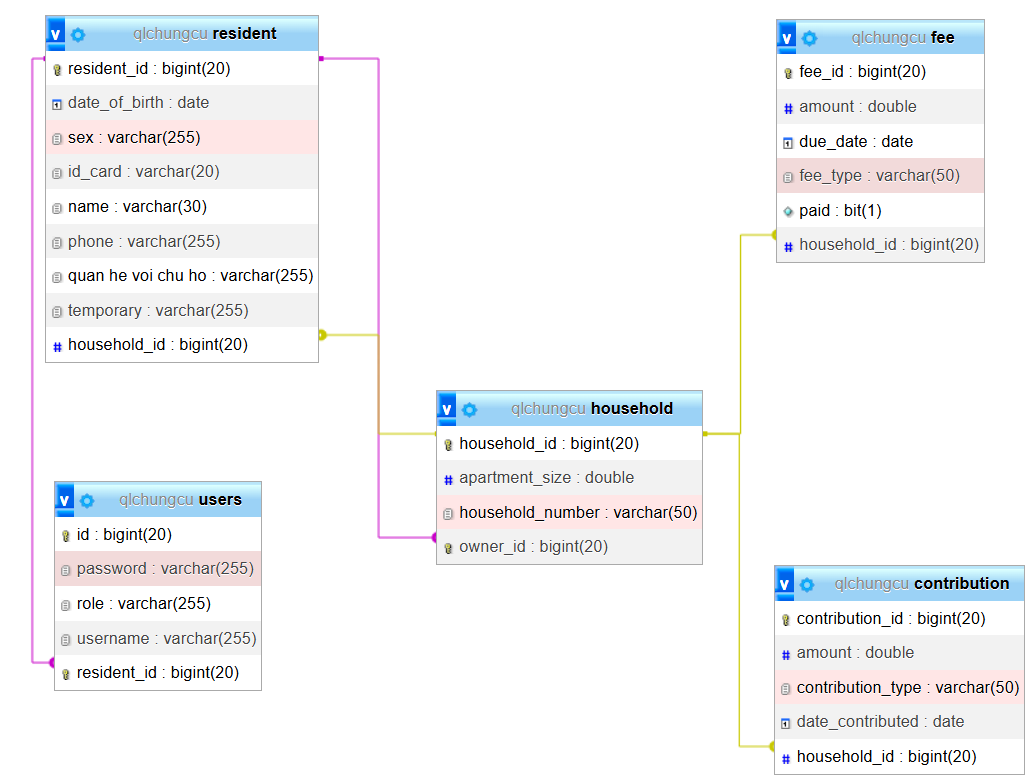 v qlchungcu resident
resident_id : bigint(20)
date_of_birth : date
sex : varchar(255)
id_card : varchar(20)
name : varchar(30)
phone : varchar(255)
quan he voi chu ho : varchar(255)
temporary : varchar(255)
# household_id : bigint(20)
v qlchungcu users
id : bigint(20)
password : varchar(255)
role : varchar(255)
username : varchar(255)
resident_id : bigint(20)
v qlchungcu household
household_id : bigint(20)
# apartment_size : double
household_number : varchar(50)
owner_id : bigint(20)
v qlchungcu fee
fee_id : bigint(20)
# amount : double
due_date : date
fee_type : varchar(50)
paid : bit(1)
# household_id : bigint(20)
v qlchungcu contribution
contribution_id : bigint(20)
# amount : double
contribution_type : varchar(50)
date_contributed : date
# household_id : bigint(20)